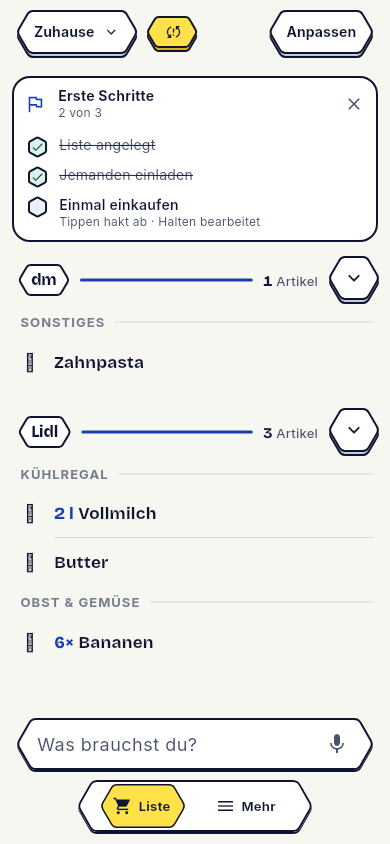 Zuhause
Anpassen
Erste Schritte
2 von 3
Liste angelegt
Jemanden einladen
Einmal einkaufen
Tippen hakt ab · Halten bearbeitet
dm
1 Artikel
SONSTIGES
Zahnpasta
Lidl
3 Artikel
KÜHLREGAL
2 l Vollmilch
Butter
OBST & GEMÜSE
6× Bananen
Was brauchst du?
Liste
Mehr